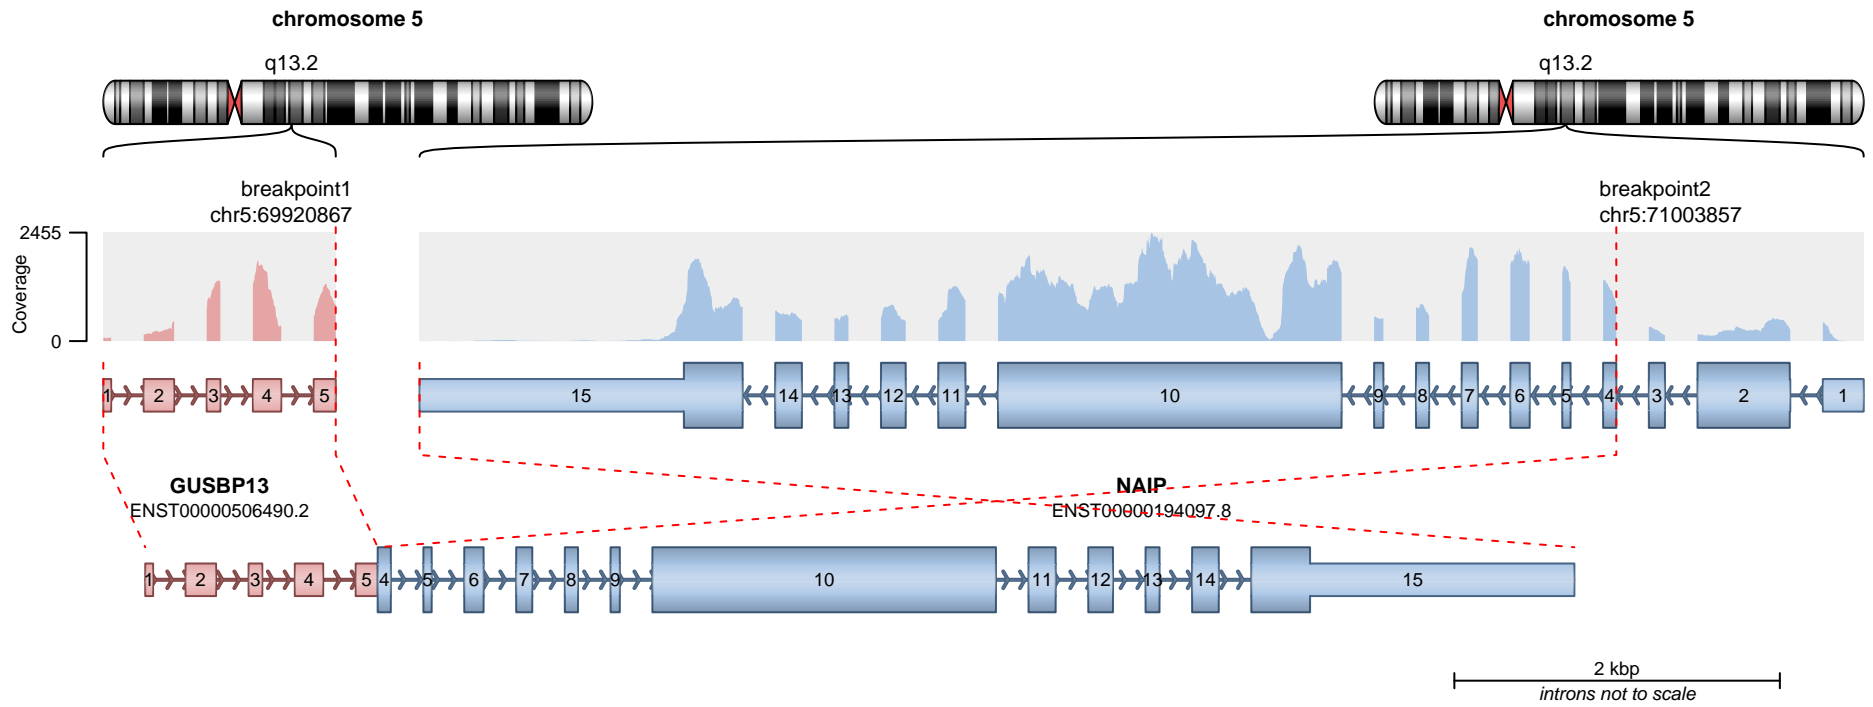 chromosome 5
chromosome 5
q13.2
q13.2
breakpoint1
chr5:69920867
breakpoint2
chr5:71003857
2455
Coverage
0
1 2 3 4 5
15 14 13 12 11 10 9 8 7 6 5 4 3 2 1
GUSBP13
ENST00000506490.2
NAIP
ENST00000194097.8
1 2 3 4 5 4 5 6 7 8 9 10 11 12 13 14 15
2 kbp
introns not to scale